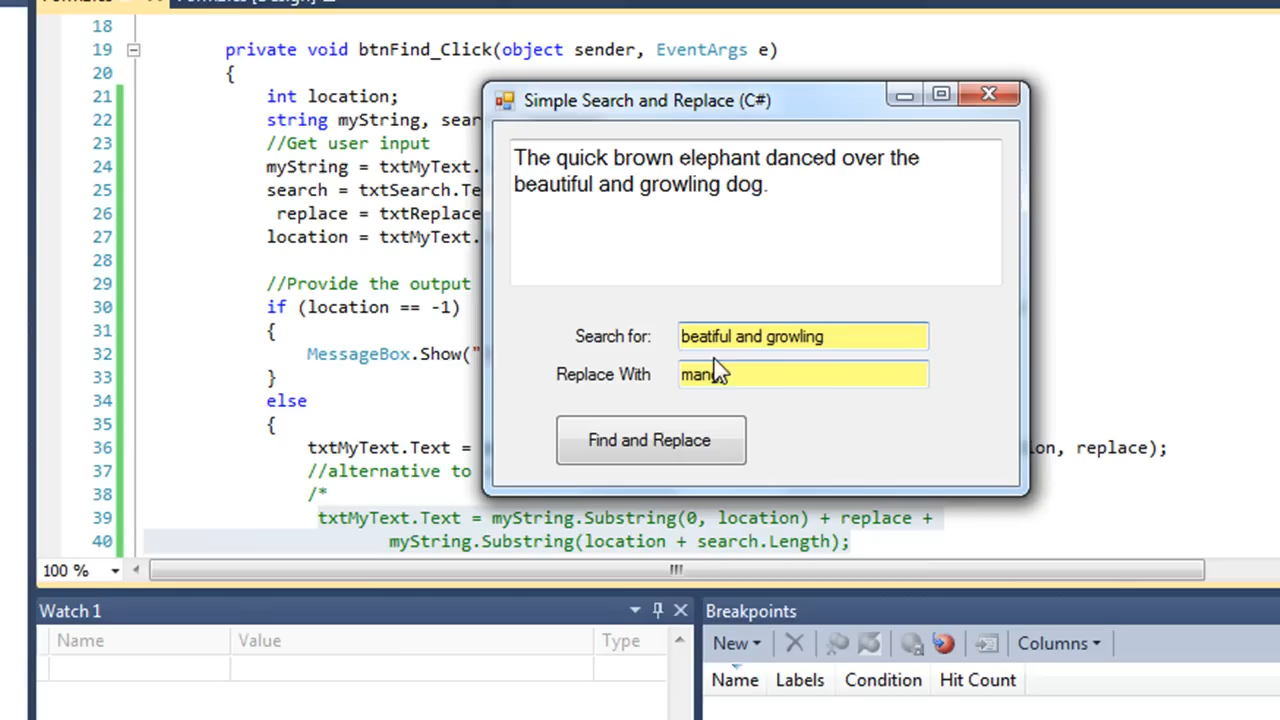 18
19 private void btnFind_Click(object sender, EventArgs e)
20 {
21 int location;
22 string myString,
23 //Get user input
24 myString = txtMyText.
25 search = txtSearch.
26 replace = txtReplace
27 location = txtMyText.
28
29 //Provide the output
30 if (location == -1)
31 {
32 MessageBox.Show("
33 }
34 else
35 {
36 txtMyText.Text = replace);
37 //alternative to
38 /*
39 txtMyText.Text = myString.Substring(0, location) + replace +
40 myString.Substring(location + search.Length);
Simple Search and Replace (C#)
The quick brown elephant danced over the
beautiful and growling dog.
Search for: beatiful and growling
Replace With
Find and Replace
100 %
Watch 1
Name Value Type
Breakpoints
New Columns
Name Labels Condition Hit Count